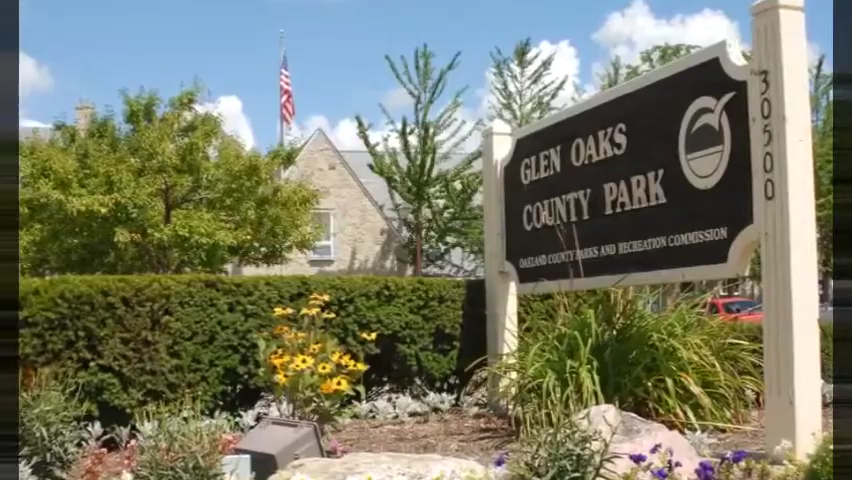 GLEN OAKS
COUNTY PARK
OAKLAND COUNTY PARKS AND RECREATION COMMISSION
30500